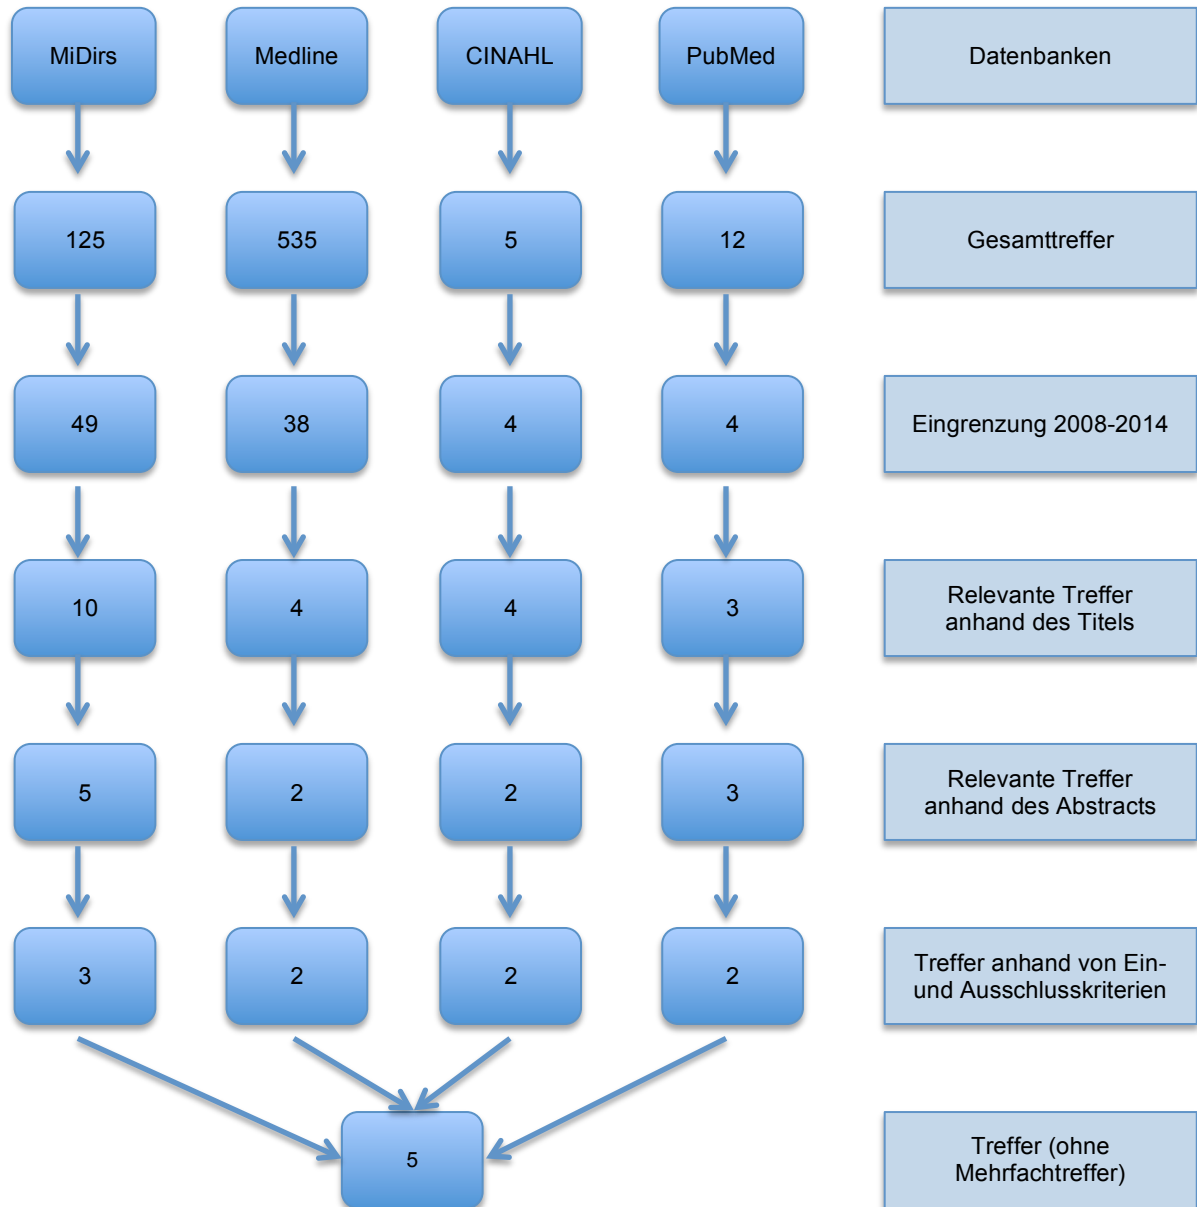 MiDirs
Medline
CINAHL
PubMed
Datenbanken
125
535
5
12
Gesamttreffer
49
38
4
4
Eingrenzung 2008-2014
10
4
4
3
Relevante Treffer
anhand des Titels
5
2
2
3
Relevante Treffer
anhand des Abstracts
3
2
2
2
Treffer anhand von Ein-
und Ausschlusskriterien
5
Treffer (ohne
Mehrfachtreffer)